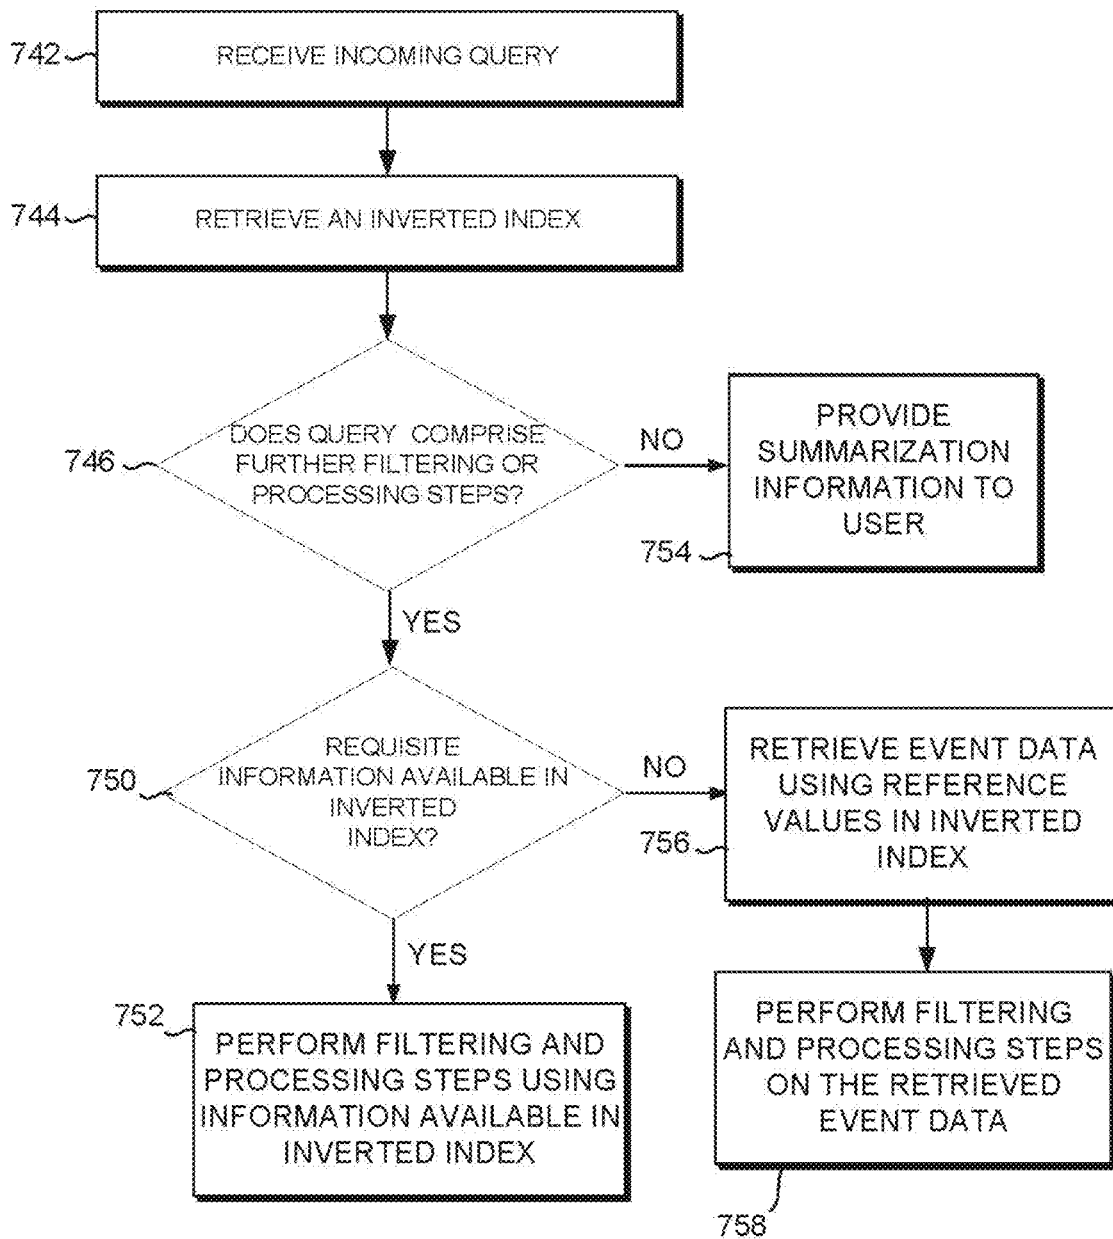 742
RECEIVE INCOMING QUERY
744
RETRIEVE AN INVERTED INDEX
746
DOES QUERY COMPRISE
FURTHER FILTERING OR
PROCESSING STEPS?
NO
PROVIDE
SUMMARIZATION
INFORMATION TO
USER
754
YES
750
REQUISITE
INFORMATION AVAILABLE IN
INVERTED
INDEX?
NO
RETRIEVE EVENT DATA
USING REFERENCE
VALUES IN INVERTED
INDEX
756
YES
752
PERFORM FILTERING AND
PROCESSING STEPS USING
INFORMATION AVAILABLE IN
INVERTED INDEX
PERFORM FILTERING
AND PROCESSING STEPS
ON THE RETRIEVED
EVENT DATA
758